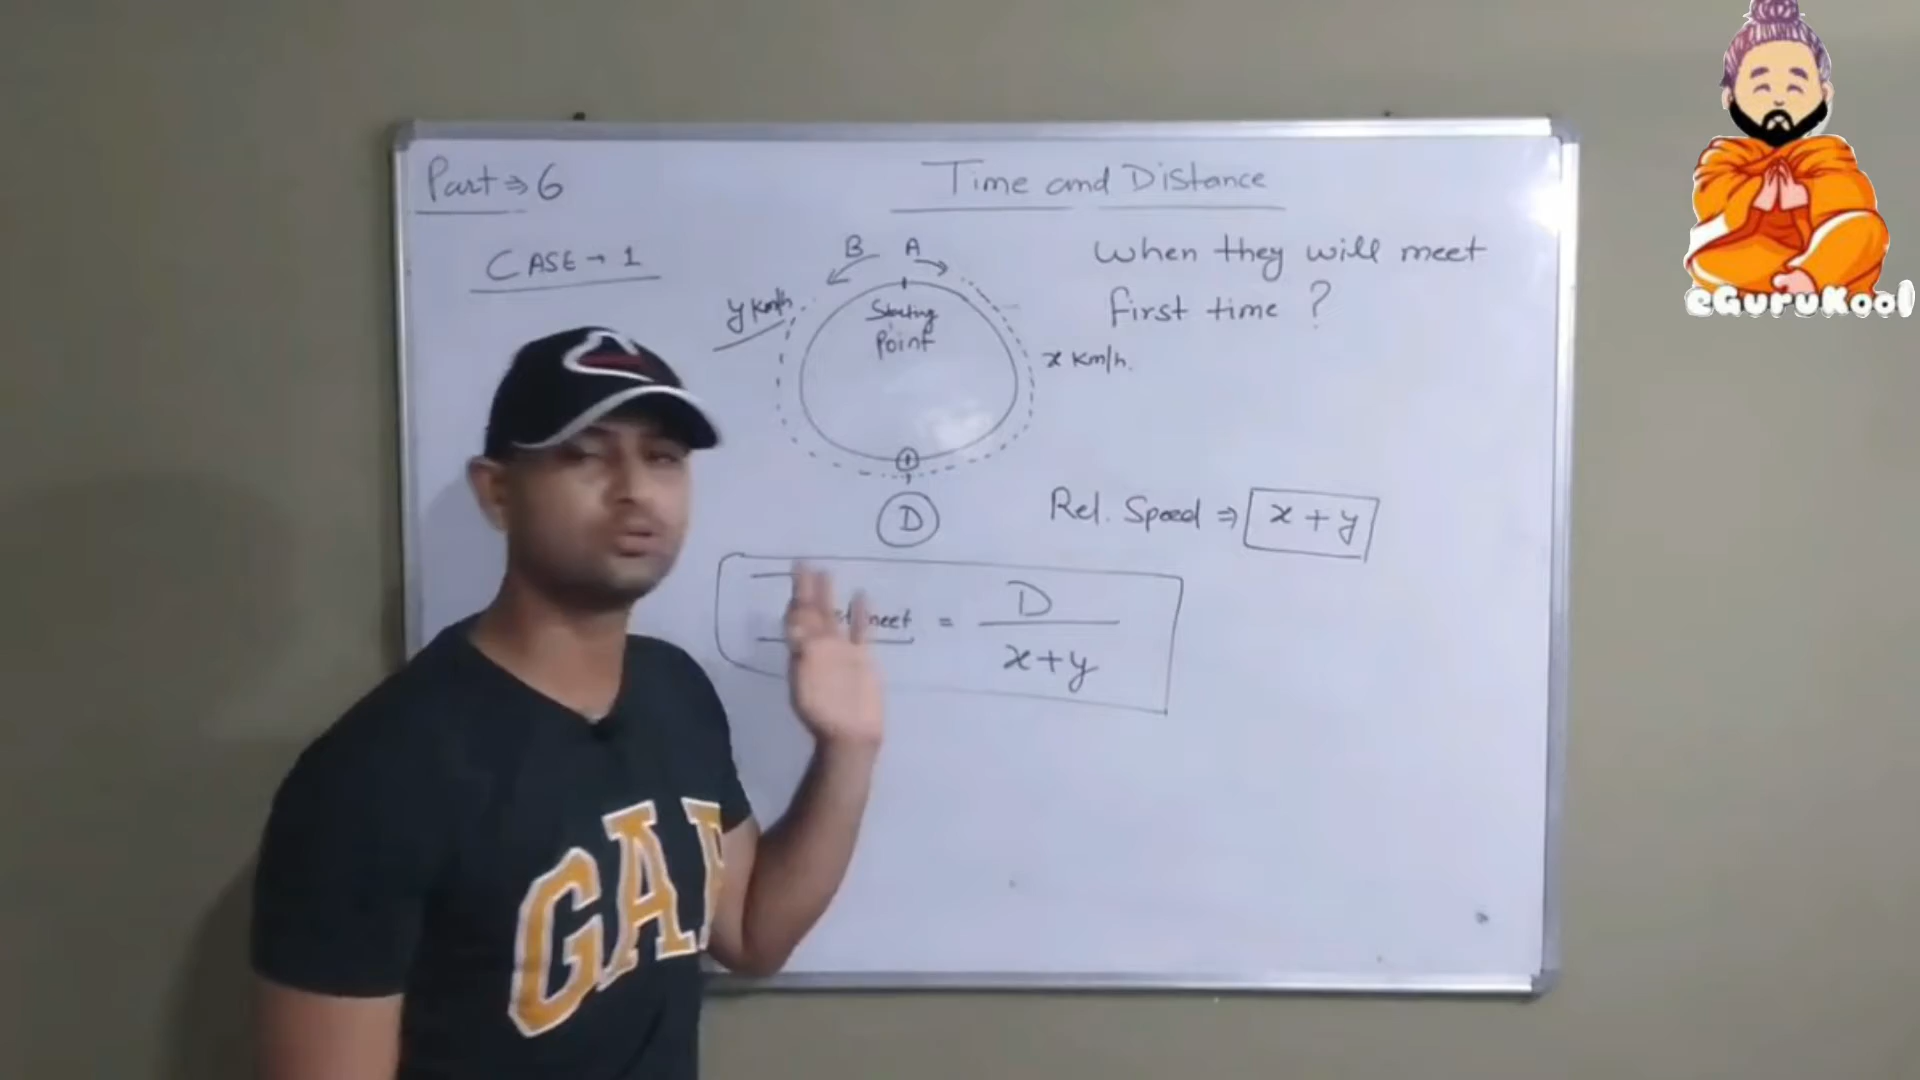 Part ⇒ 6
Time and Distance
CASE → 1
B A
When they will meet
first time ?
y Km/h
Starting
Point
x Km/h.
D
Rel. Speed ⇒ x + y
meet = D
x+y
GAP
eGuruKool